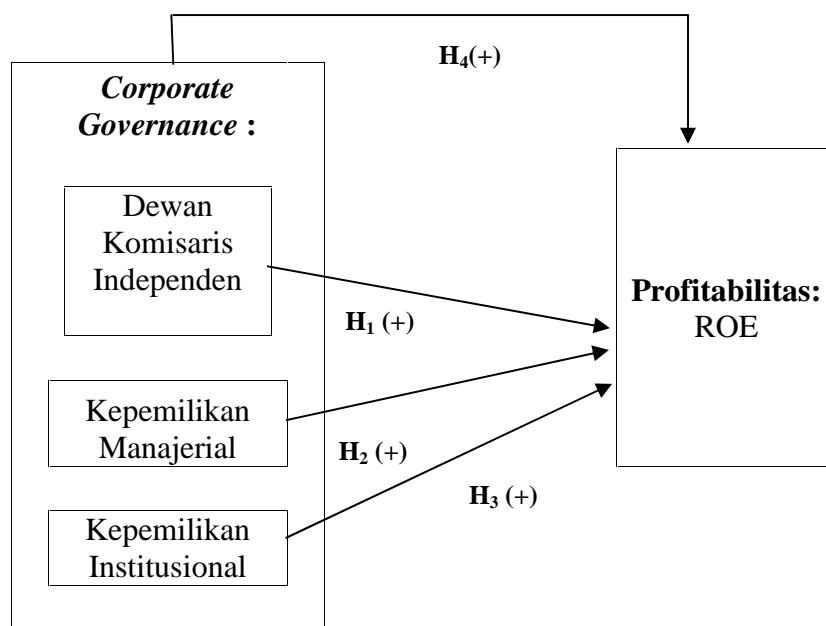 H₄(+)
Corporate
Governance :
Dewan
Komisaris
Independen
Profitabilitas:
ROE
H₁ (+)
Kepemilikan
Manajerial
H₂ (+)
H₃ (+)
Kepemilikan
Institusional